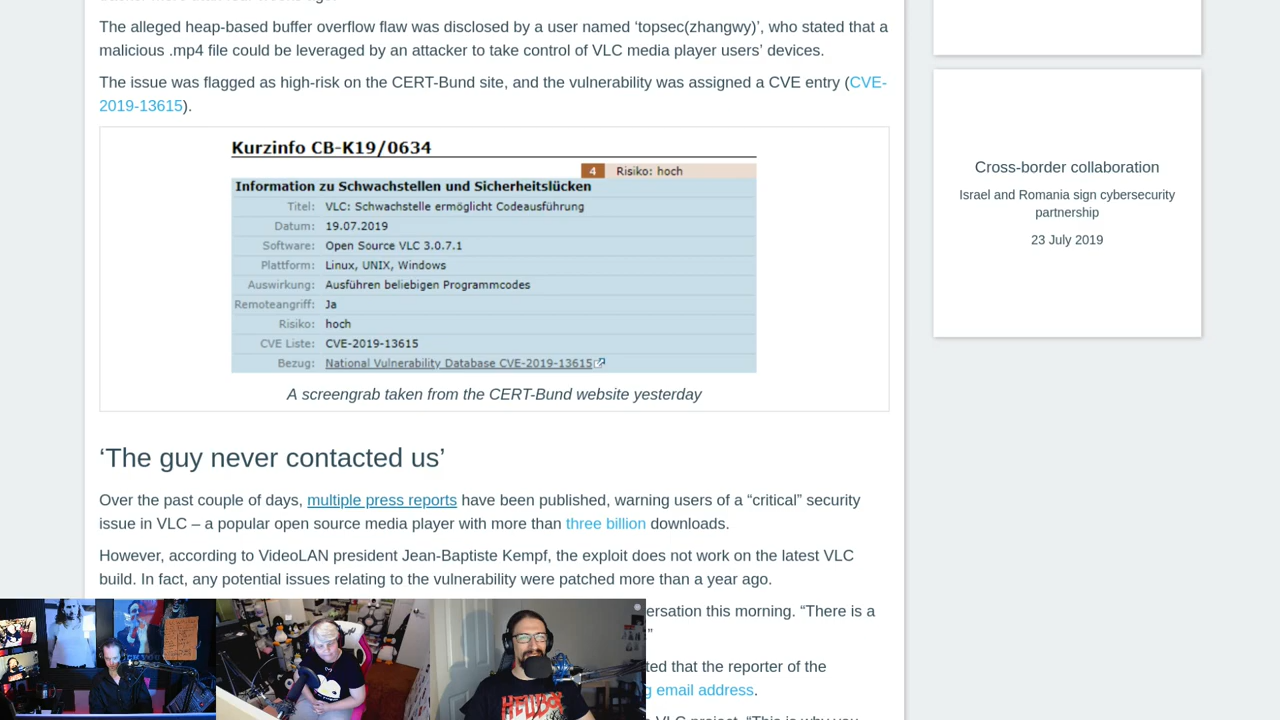 The alleged heap-based buffer overflow flaw was disclosed by a user named ‘topsec(zhangwy)’, who stated that a
malicious .mp4 file could be leveraged by an attacker to take control of VLC media player users’ devices.
The issue was flagged as high-risk on the CERT-Bund site, and the vulnerability was assigned a CVE entry (CVE-
2019-13615).
Kurzinfo CB-K19/0634
4 Risiko: hoch
Information zu Schwachstellen und Sicherheitslücken
Titel: VLC: Schwachstelle ermöglicht Codeausführung
Datum: 19.07.2019
Software: Open Source VLC 3.0.7.1
Plattform: Linux, UNIX, Windows
Auswirkung: Ausführen beliebigen Programmcodes
Remoteangriff: Ja
Risiko: hoch
CVE Liste: CVE-2019-13615
Bezug: National Vulnerability Database CVE-2019-13615
A screengrab taken from the CERT-Bund website yesterday
‘The guy never contacted us’
Over the past couple of days, multiple press reports have been published, warning users of a “critical” security
issue in VLC – a popular open source media player with more than three billion downloads.
However, according to VideoLAN president Jean-Baptiste Kempf, the exploit does not work on the latest VLC
build. In fact, any potential issues relating to the vulnerability were patched more than a year ago.
ersation this morning. “There is a
”
ted that the reporter of the
g email address.
VLC project. “This is why you
HELLBOY
Cross-border collaboration
Israel and Romania sign cybersecurity
partnership
23 July 2019